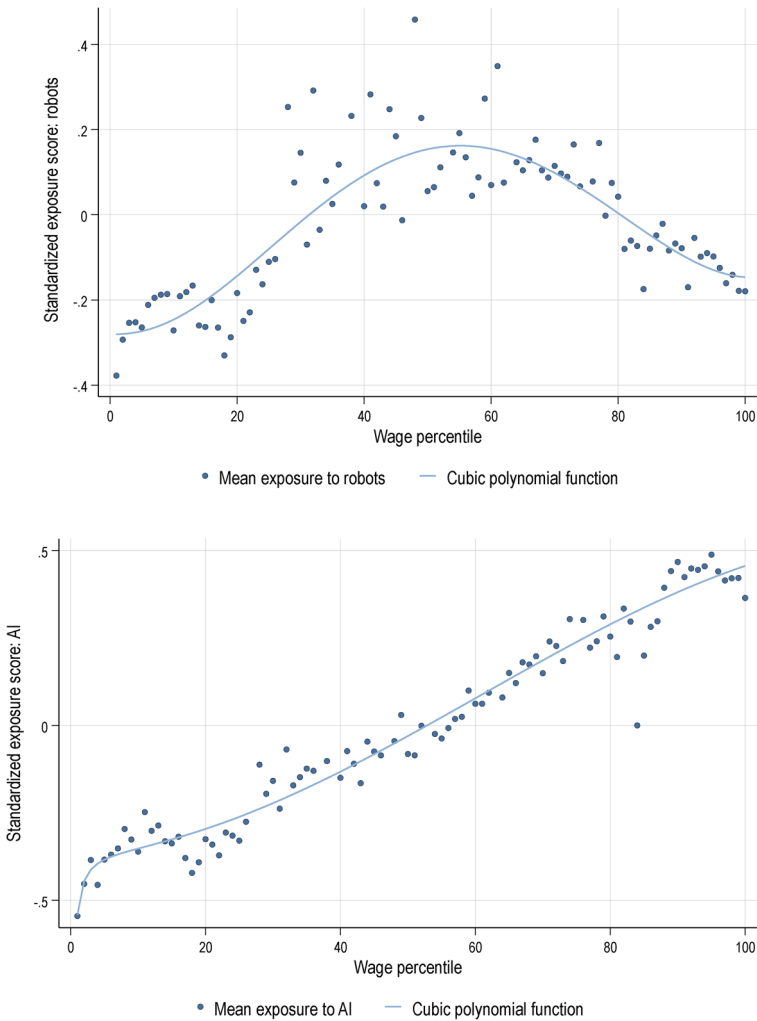 Standardized exposure score: robots
.4
.2
0
-.2
-.4
0 20 40 60 80 100
Wage percentile
Mean exposure to robots Cubic polynomial function
Standardized exposure score: AI
.5
0
-.5
0 20 40 60 80 100
Wage percentile
Mean exposure to AI Cubic polynomial function